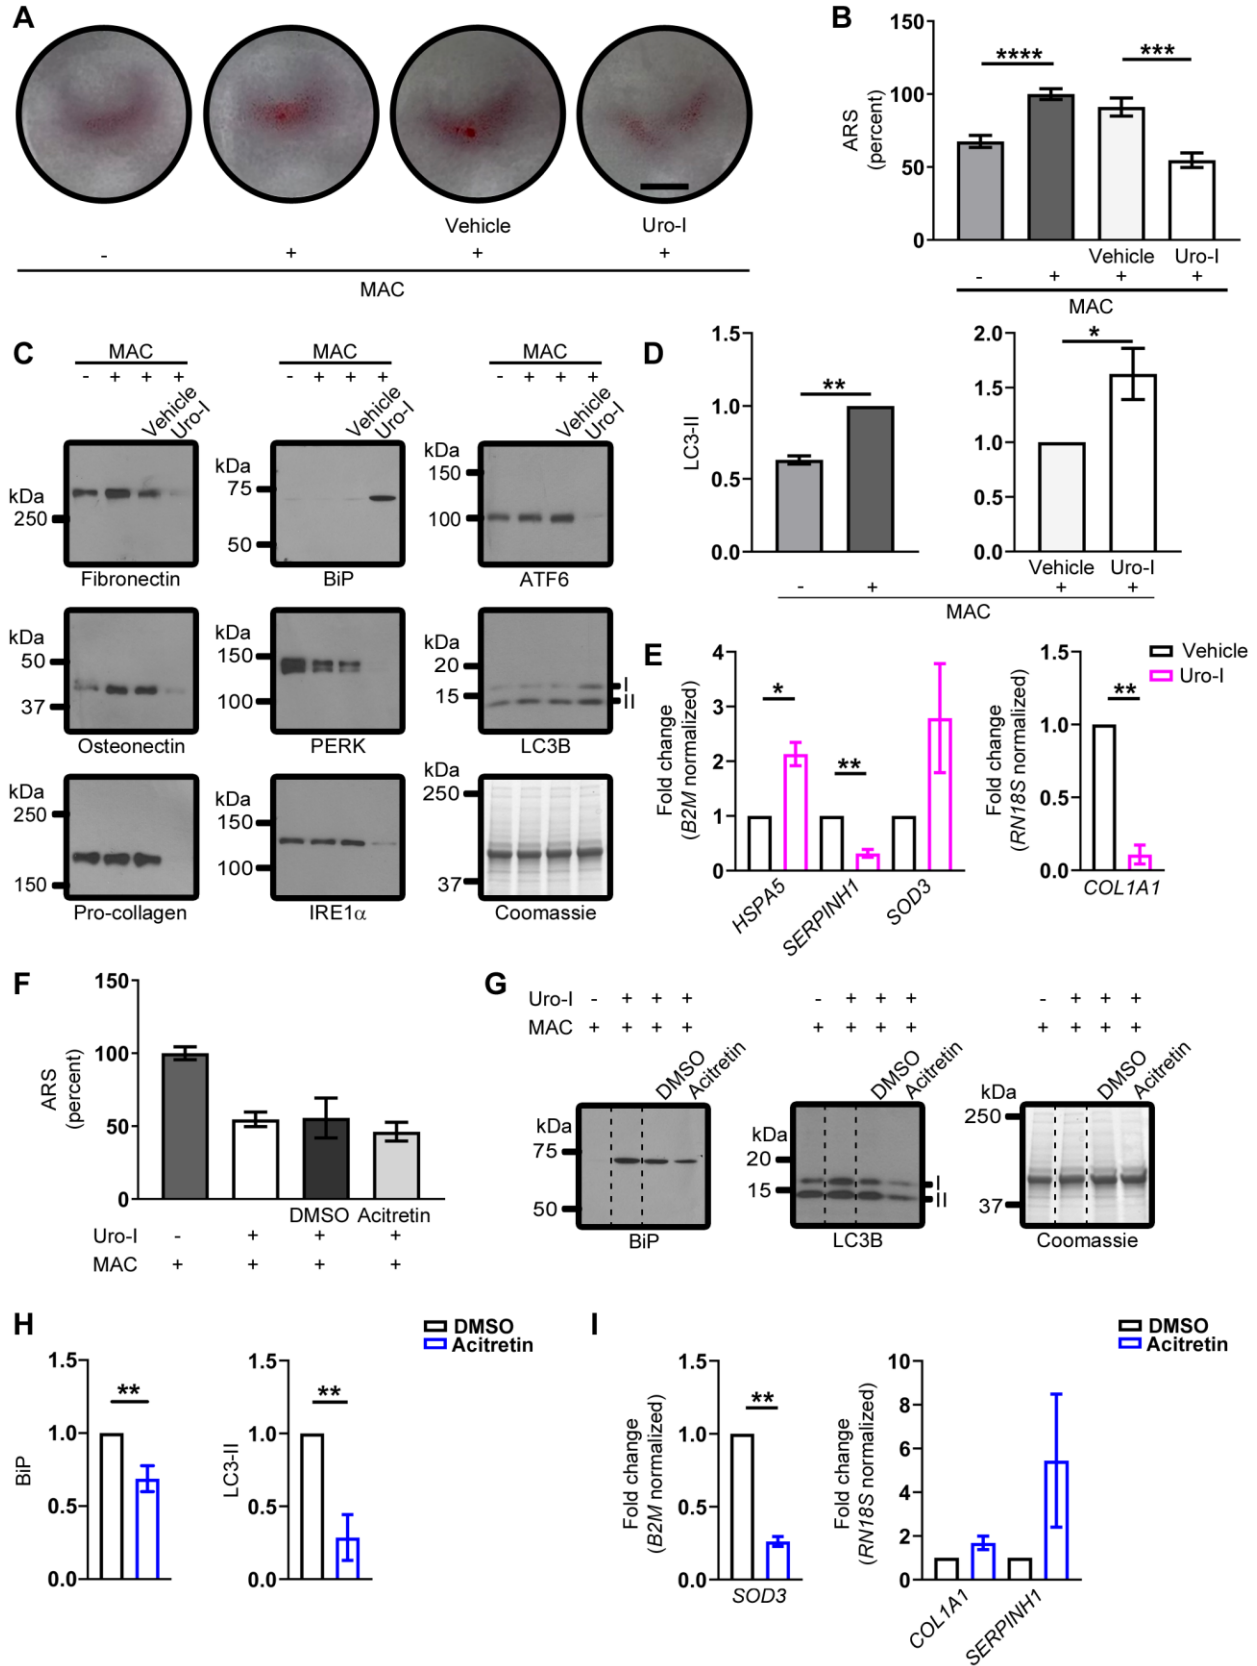 A
Vehicle Uro-I
- + + +
MAC
B
150
100
50
0
ARS
(percent)
**** ***
Vehicle Uro-I
- + + +
MAC
C
MAC
- + + +
Vehicle
Uro-I
kDa
250
Fibronectin
MAC
- + + +
Vehicle
Uro-I
kDa
75
50
BiP
MAC
- + + +
Vehicle
Uro-I
kDa
150
100
ATF6
kDa
50
37
Osteonectin
kDa
150
100
PERK
kDa
20
15
I
II
LC3B
kDa
250
150
Pro-collagen
kDa
150
100
IRE1α
kDa
250
37
Coomassie
D
1.5
1.0
0.5
0.0
LC3-II
**
- +
2.0
1.5
1.0
0.5
0.0
*
Vehicle Uro-I
+ +
MAC
E
4
3
2
1
0
Fold change
(B2M normalized)
* **
HSPA5
SERPINH1
SOD3
1.5
1.0
0.5
0.0
Fold change
(RN18S normalized)
**
COL1A1
Vehicle
Uro-I
F
150
100
50
0
ARS
(percent)
DMSO Acitretin
Uro-I - + + +
MAC + + + +
G
Uro-I - + + +
MAC + + + +
DMSO
Acitretin
kDa
75
50
BiP
- + + +
+ + + +
DMSO
Acitretin
kDa
20
15
I
II
LC3B
- + + +
+ + + +
DMSO
Acitretin
kDa
250
37
Coomassie
H
DMSO
Acitretin
1.5
1.0
0.5
0.0
BiP
**
1.5
1.0
0.5
0.0
LC3-II
**
I
DMSO
Acitretin
1.5
1.0
0.5
0.0
Fold change
(B2M normalized)
**
SOD3
10
8
6
4
2
0
Fold change
(RN18S normalized)
COL1A1
SERPINH1